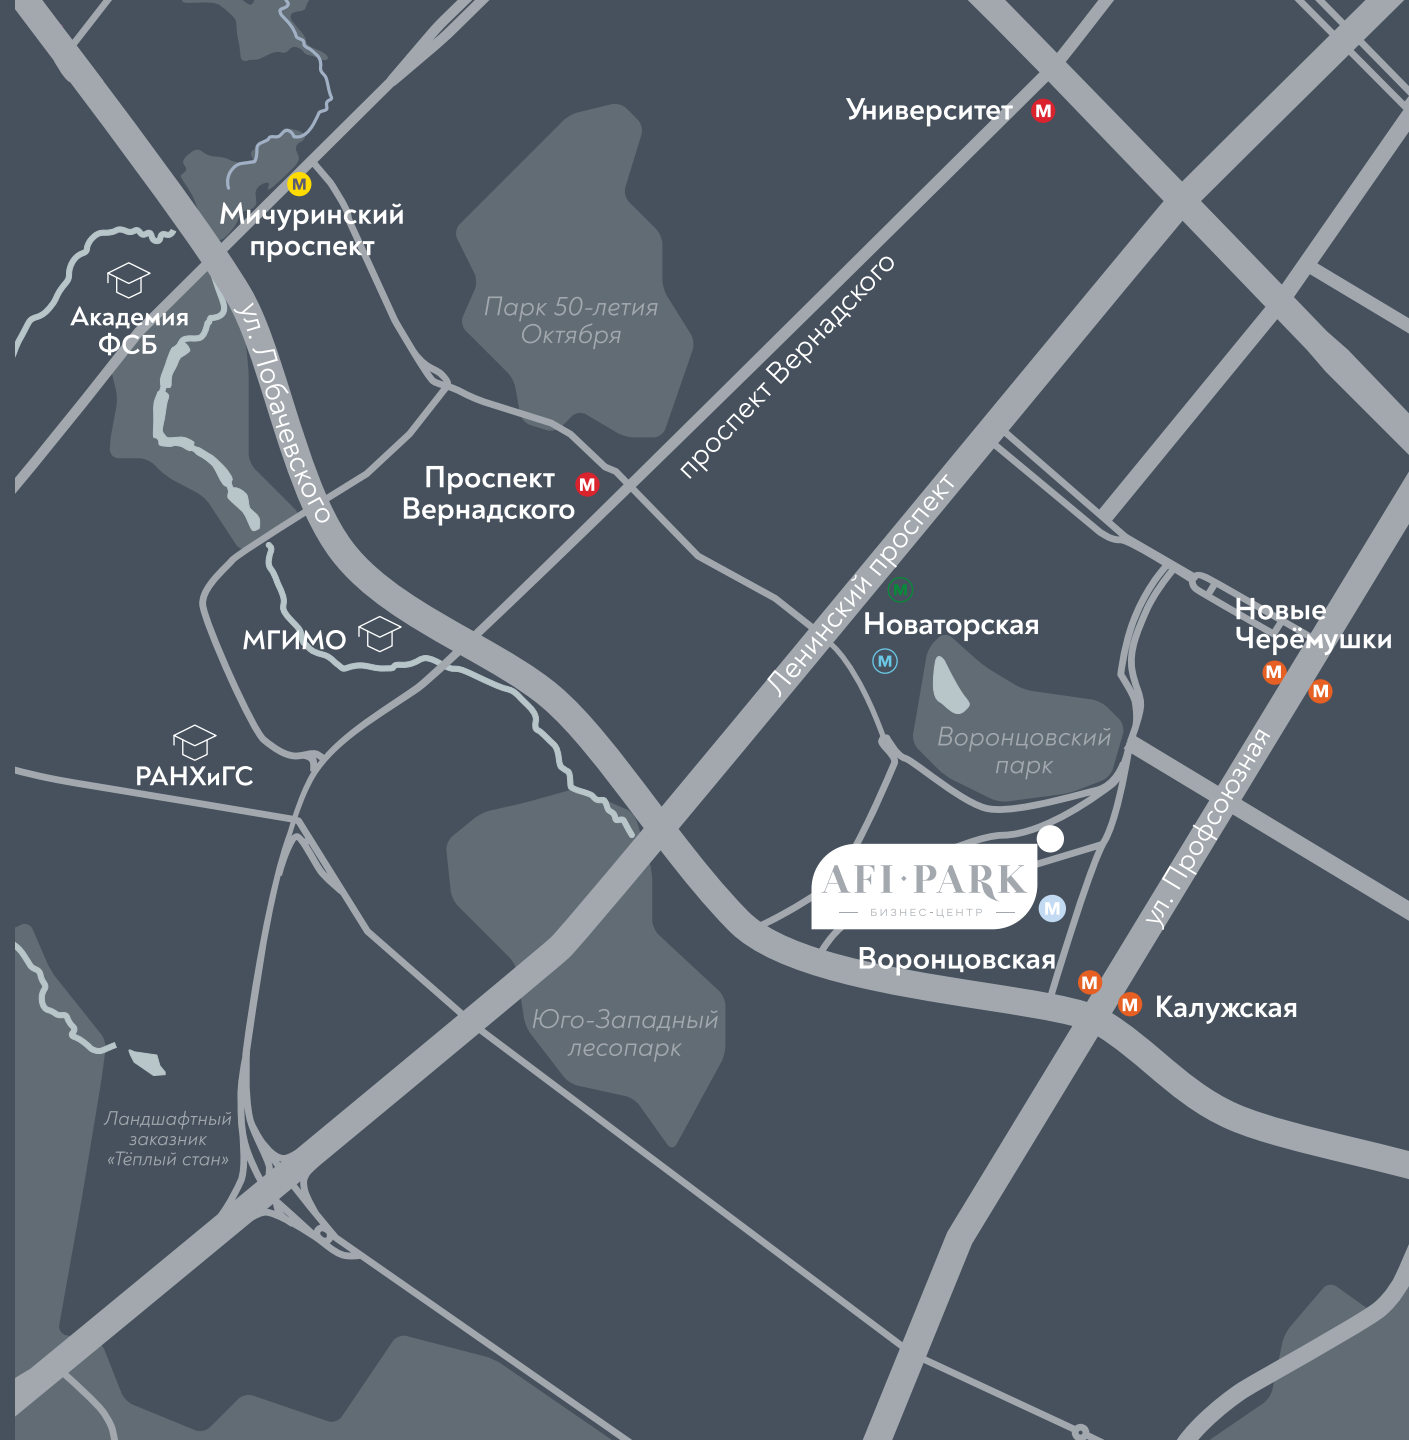 Университет
М
М
Мичуринский
проспект
Академия
ФСБ
Парк 50-летия
Октября
ул. Лобачевского
проспект Вернадского
Проспект
Вернадского
М
Ленинский проспект
М
Новаторская
М
Новые
Черёмушки
М
М
МГИМО
РАНХиГС
Воронцовский
парк
ул. Профсоюзная
AFI·PARK
БИЗНЕС-ЦЕНТР
М
Воронцовская
М
М
Калужская
Юго-Западный
лесопарк
Ландшафтный
заказник
«Тёплый стан»